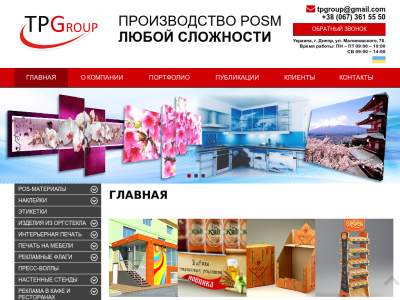 TPGROUP
ПРОИЗВОДСТВО POSM
ЛЮБОЙ СЛОЖНОСТИ
tpgroup@gmail.com
+38 (067) 361 55 50
ОБРАТНЫЙ ЗВОНОК
Украина, г. Днепр, ул. Малиновского, 76.
Время работы: ПН – ПТ 09:00 – 19:00
СБ 09:00 – 14:00
ГЛАВНАЯ
О КОМПАНИИ
ПОРТФОЛИО
ПУБЛИКАЦИИ
КЛИЕНТЫ
КОНТАКТЫ
POS-МАТЕРИАЛЫ
НАКЛЕЙКИ
ЭТИКЕТКИ
ИЗДЕЛИЯ ИЗ ОРГСТЕКЛА
ИНТЕРЬЕРНАЯ ПЕЧАТЬ
ПЕЧАТЬ НА МЕБЕЛИ
РЕКЛАМНЫЕ ФЛАГИ
ПРЕСС-ВОЛЛЫ
НАСТЕННЫЕ СТЕНДЫ
РЕКЛАМА В КАФЕ И РЕСТОРАНАХ
ГЛАВНАЯ
новинка